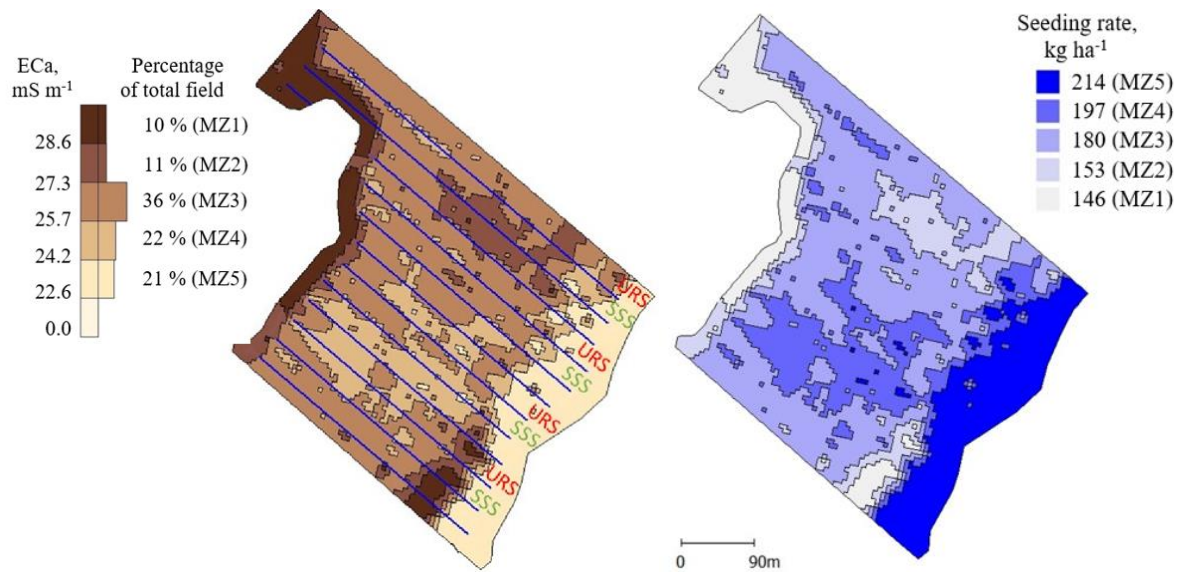 ECa,
mS m⁻¹
Percentage
of total field
10 % (MZ1)
28.6
11 % (MZ2)
27.3
36 % (MZ3)
25.7
22 % (MZ4)
24.2
21 % (MZ5)
22.6
0.0
URS
SSS
URS
SSS
URS
SSS
URS
SSS
Seeding rate,
kg ha⁻¹
214 (MZ5)
197 (MZ4)
180 (MZ3)
153 (MZ2)
146 (MZ1)
0 90m